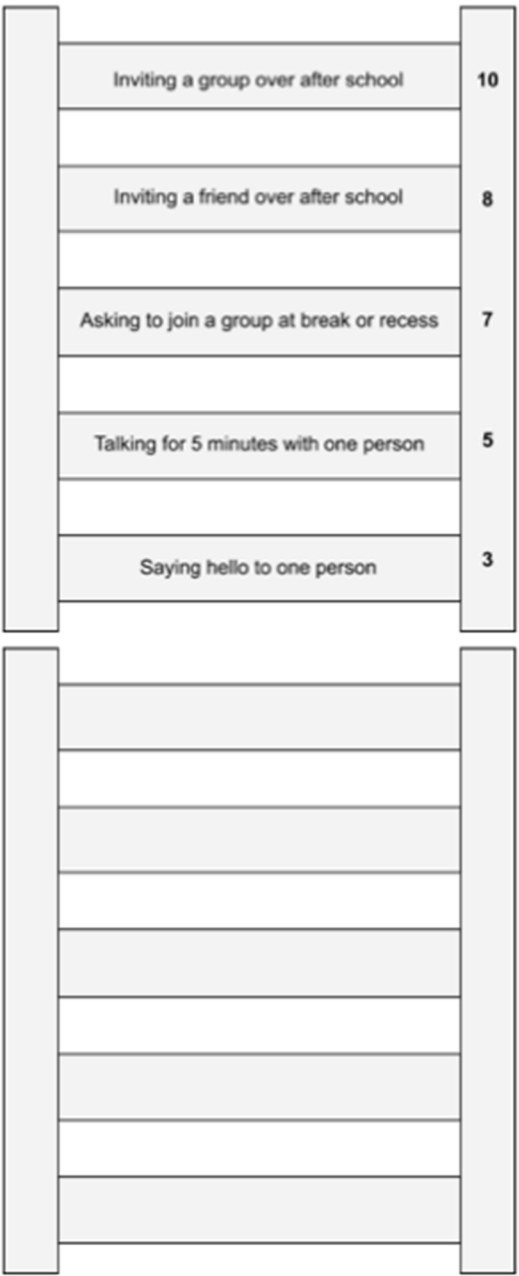 Inviting a group over after school 10
Inviting a friend over after school 8
Asking to join a group at break or recess 7
Talking for 5 minutes with one person 5
Saying hello to one person 3